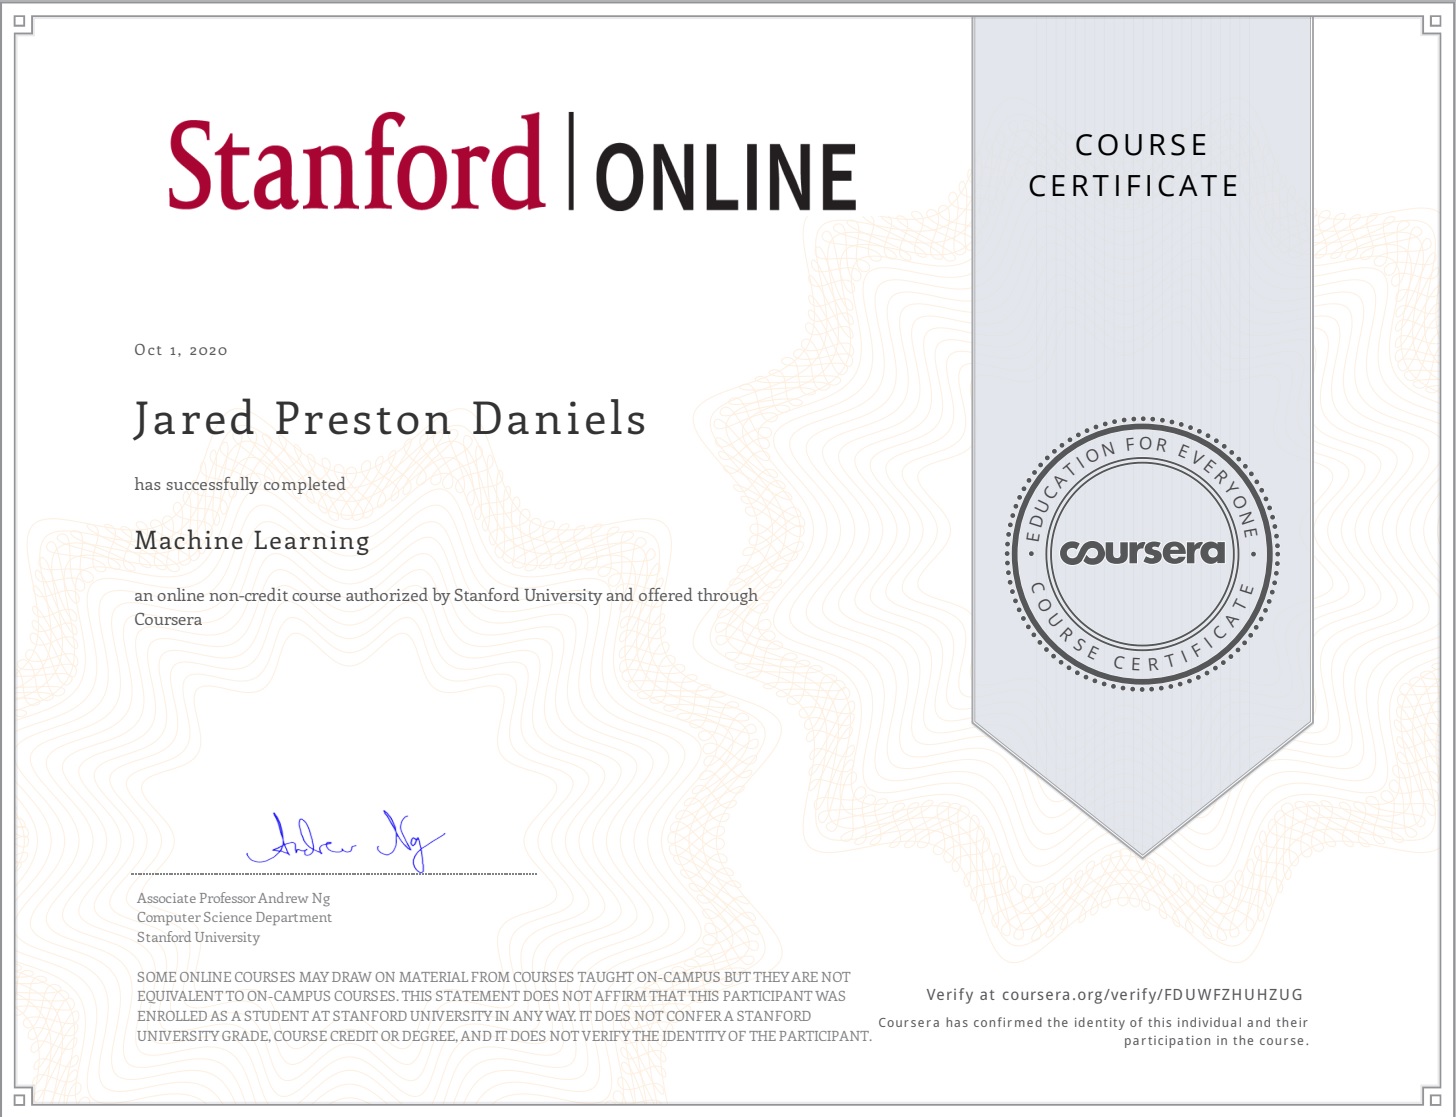 Stanford | ONLINE
COURSE
CERTIFICATE
Oct 1, 2020
Jared Preston Daniels
has successfully completed
Machine Learning
an online non-credit course authorized by Stanford University and offered through
Coursera
EDUCATION FOR EVERYONE
coursera
COURSE CERTIFICATE
Andrew Ng
Associate Professor Andrew Ng
Computer Science Department
Stanford University
SOME ONLINE COURSES MAY DRAW ON MATERIAL FROM COURSES TAUGHT ON-CAMPUS BUT THEY ARE NOT
EQUIVALENT TO ON-CAMPUS COURSES. THIS STATEMENT DOES NOT AFFIRM THAT THIS PARTICIPANT WAS
ENROLLED AS A STUDENT AT STANFORD UNIVERSITY IN ANY WAY. IT DOES NOT CONFER A STANFORD
UNIVERSITY GRADE, COURSE CREDIT OR DEGREE, AND IT DOES NOT VERIFY THE IDENTITY OF THE PARTICIPANT.
Verify at coursera.org/verify/FDUWFZHUHZUG
Coursera has confirmed the identity of this individual and their
participation in the course.